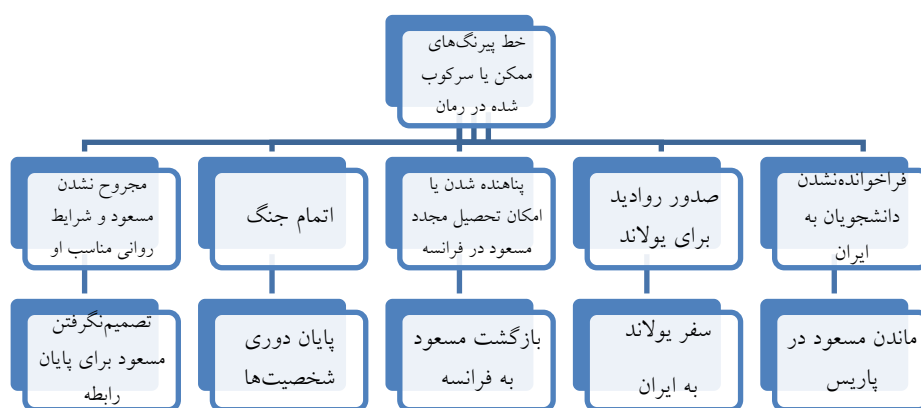 خط پیرنگ‌های
ممکن یا سرکوب
شده در رمان
فراخوانده‌نشدن
دانشجویان به
ایران
صدور روادید
برای یولاند
پناهنده شدن یا
امکان تحصیل مجدد
مسعود در فرانسه
اتمام جنگ
مجروح نشدن
مسعود و شرایط
روانی مناسب او
ماندن مسعود در
پاریس
سفر یولاند
به ایران
بازگشت مسعود
به فرانسه
پایان دوری
شخصیت‌ها
تصمیم‌نگرفتن
مسعود برای پایان
رابطه